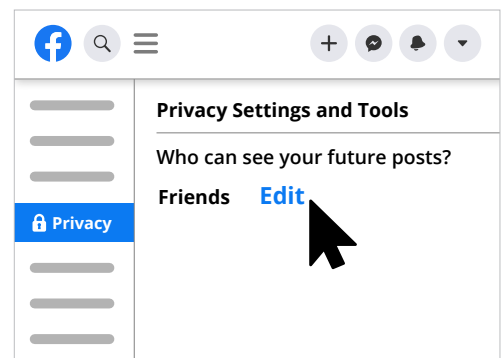 Privacy Settings and Tools
Who can see your future posts?
Friends Edit
Privacy